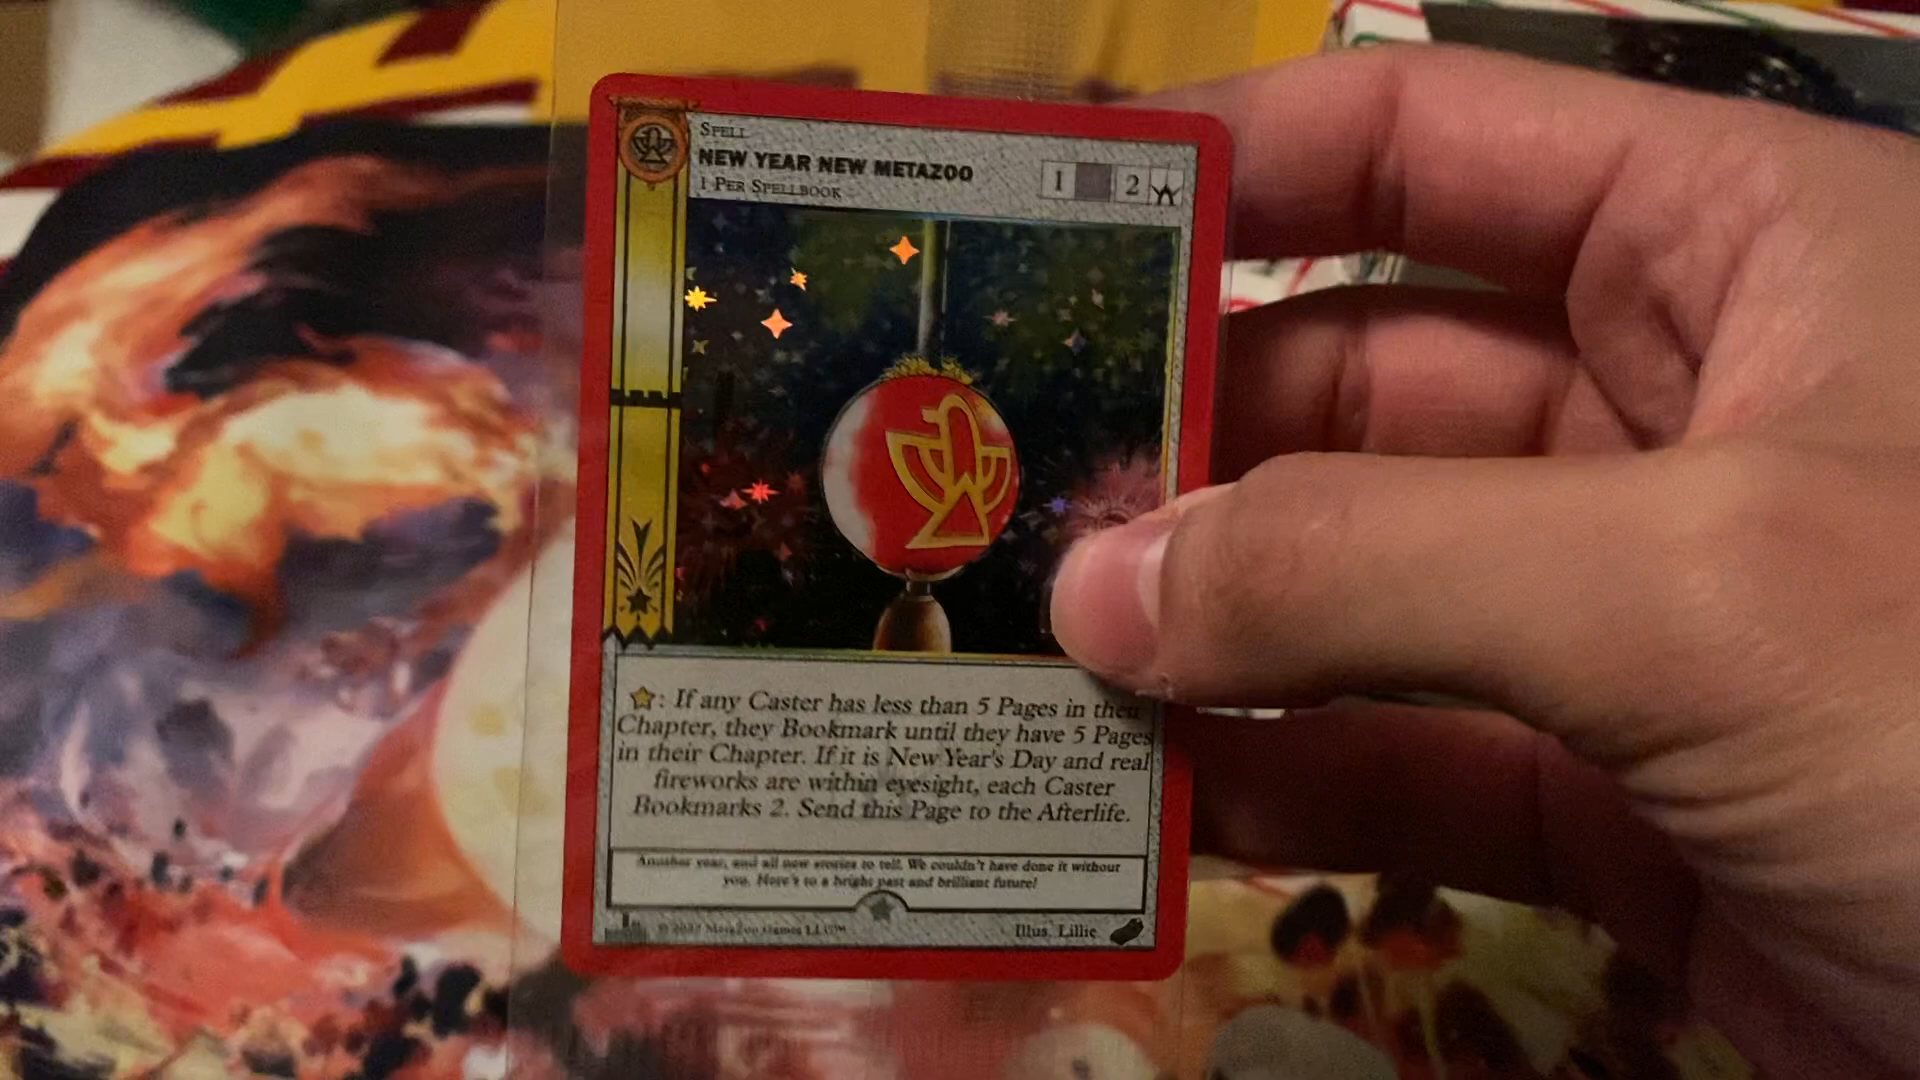 SPELL
NEW YEAR NEW METAZOO
1 PER SPELLBOOK
1 2
: If any Caster has less than 5 Pages in their
Chapter, they Bookmark until they have 5 Pages
in their Chapter. If it is New Year's Day and real
fireworks are within eyesight, each Caster
Bookmarks 2. Send this Page to the Afterlife.
Another year, and all new stories to tell. We couldn't have done it without
you. Here's to a bright past and brilliant future!
© 2022 MetaZoo Games LLC™
Illus. Lillie